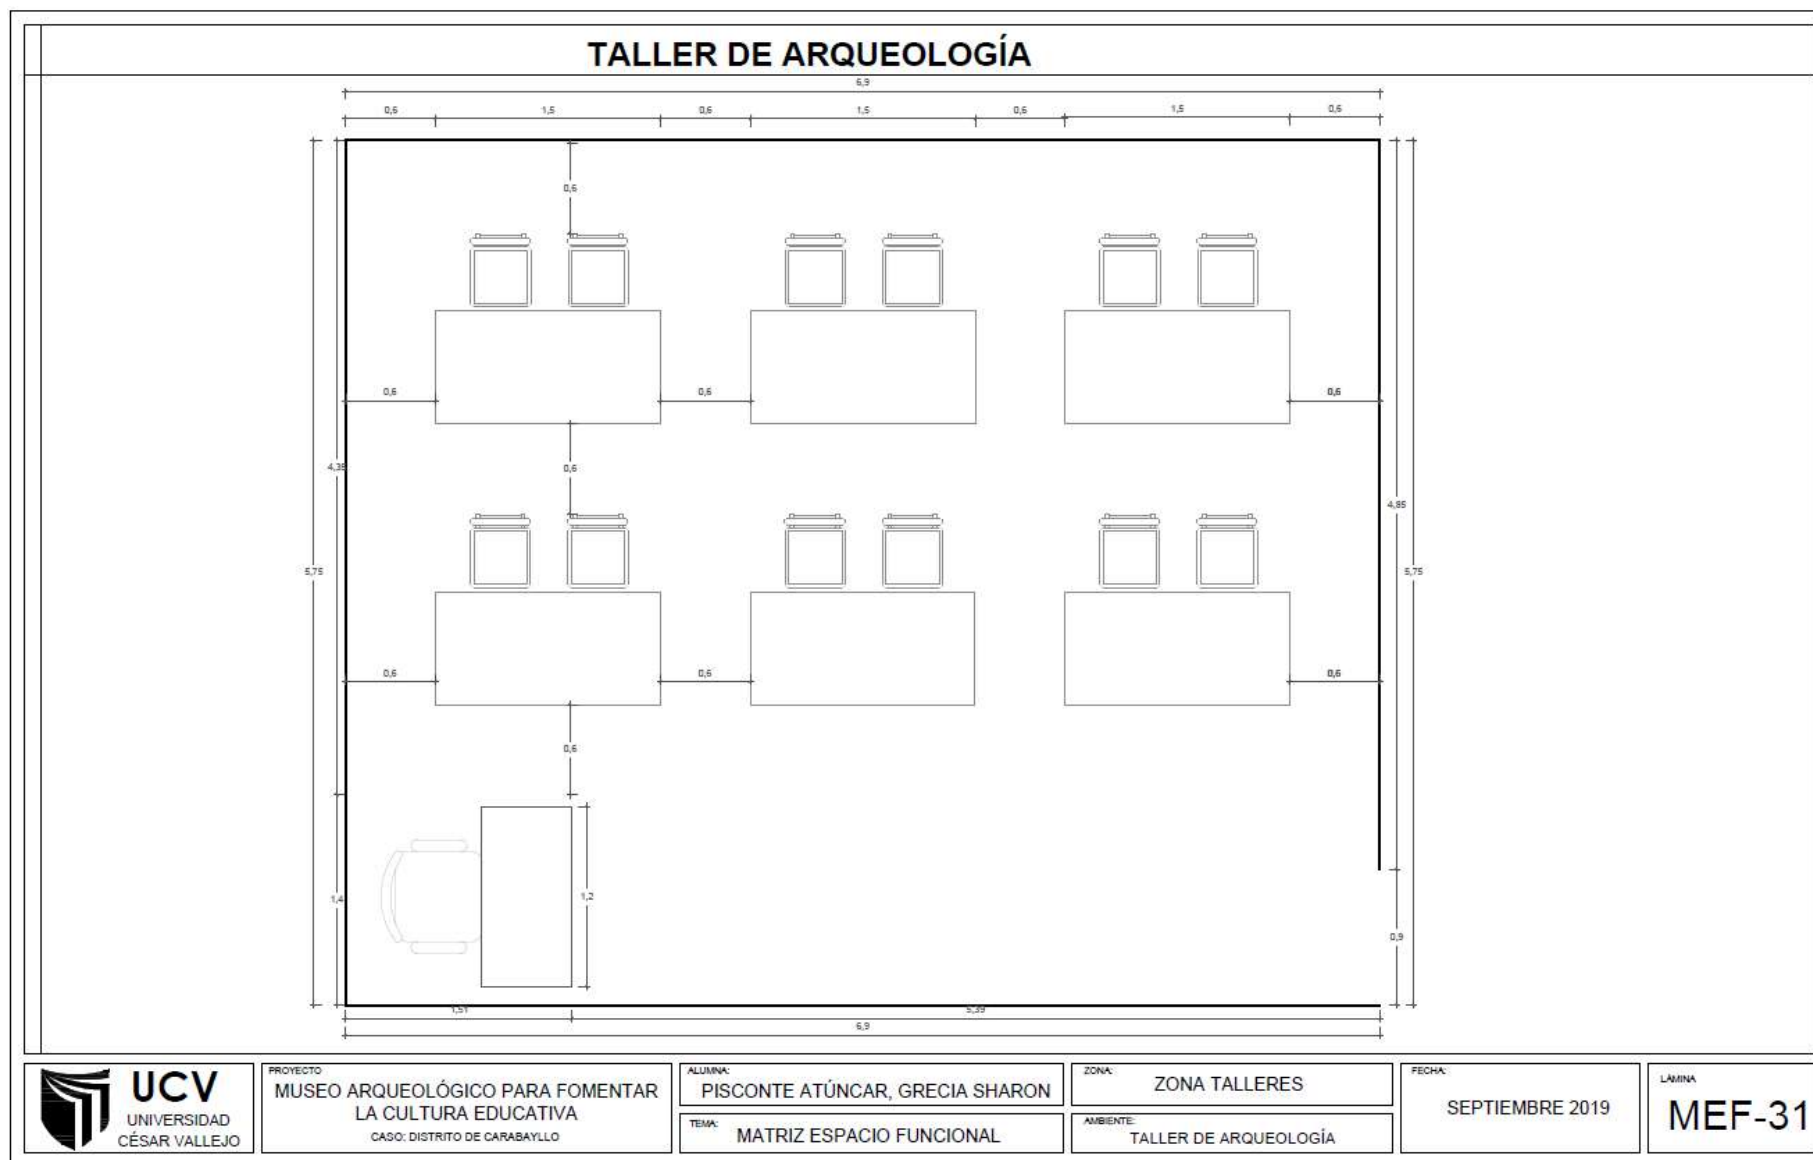 TALLER DE ARQUEOLOGÍA
6,9
0,6 1,5 0,6 1,5 0,6 1,5 0,6
0,6
0,6 0,6 0,6
4,35
0,6
4,85
5,75 5,75
0,6 0,6 0,6
0,6
1,4
1,2
0,9
1,51 5,39
6,9
UCV
UNIVERSIDAD
CÉSAR VALLEJO
PROYECTO
MUSEO ARQUEOLÓGICO PARA FOMENTAR
LA CULTURA EDUCATIVA
CASO: DISTRITO DE CARABAYLLO
ALUMNA:
PISCONTE ATÚNCAR, GRECIA SHARON
TEMA:
MATRIZ ESPACIO FUNCIONAL
ZONA:
ZONA TALLERES
AMBIENTE:
TALLER DE ARQUEOLOGÍA
FECHA:
SEPTIEMBRE 2019
LÁMINA
MEF-31